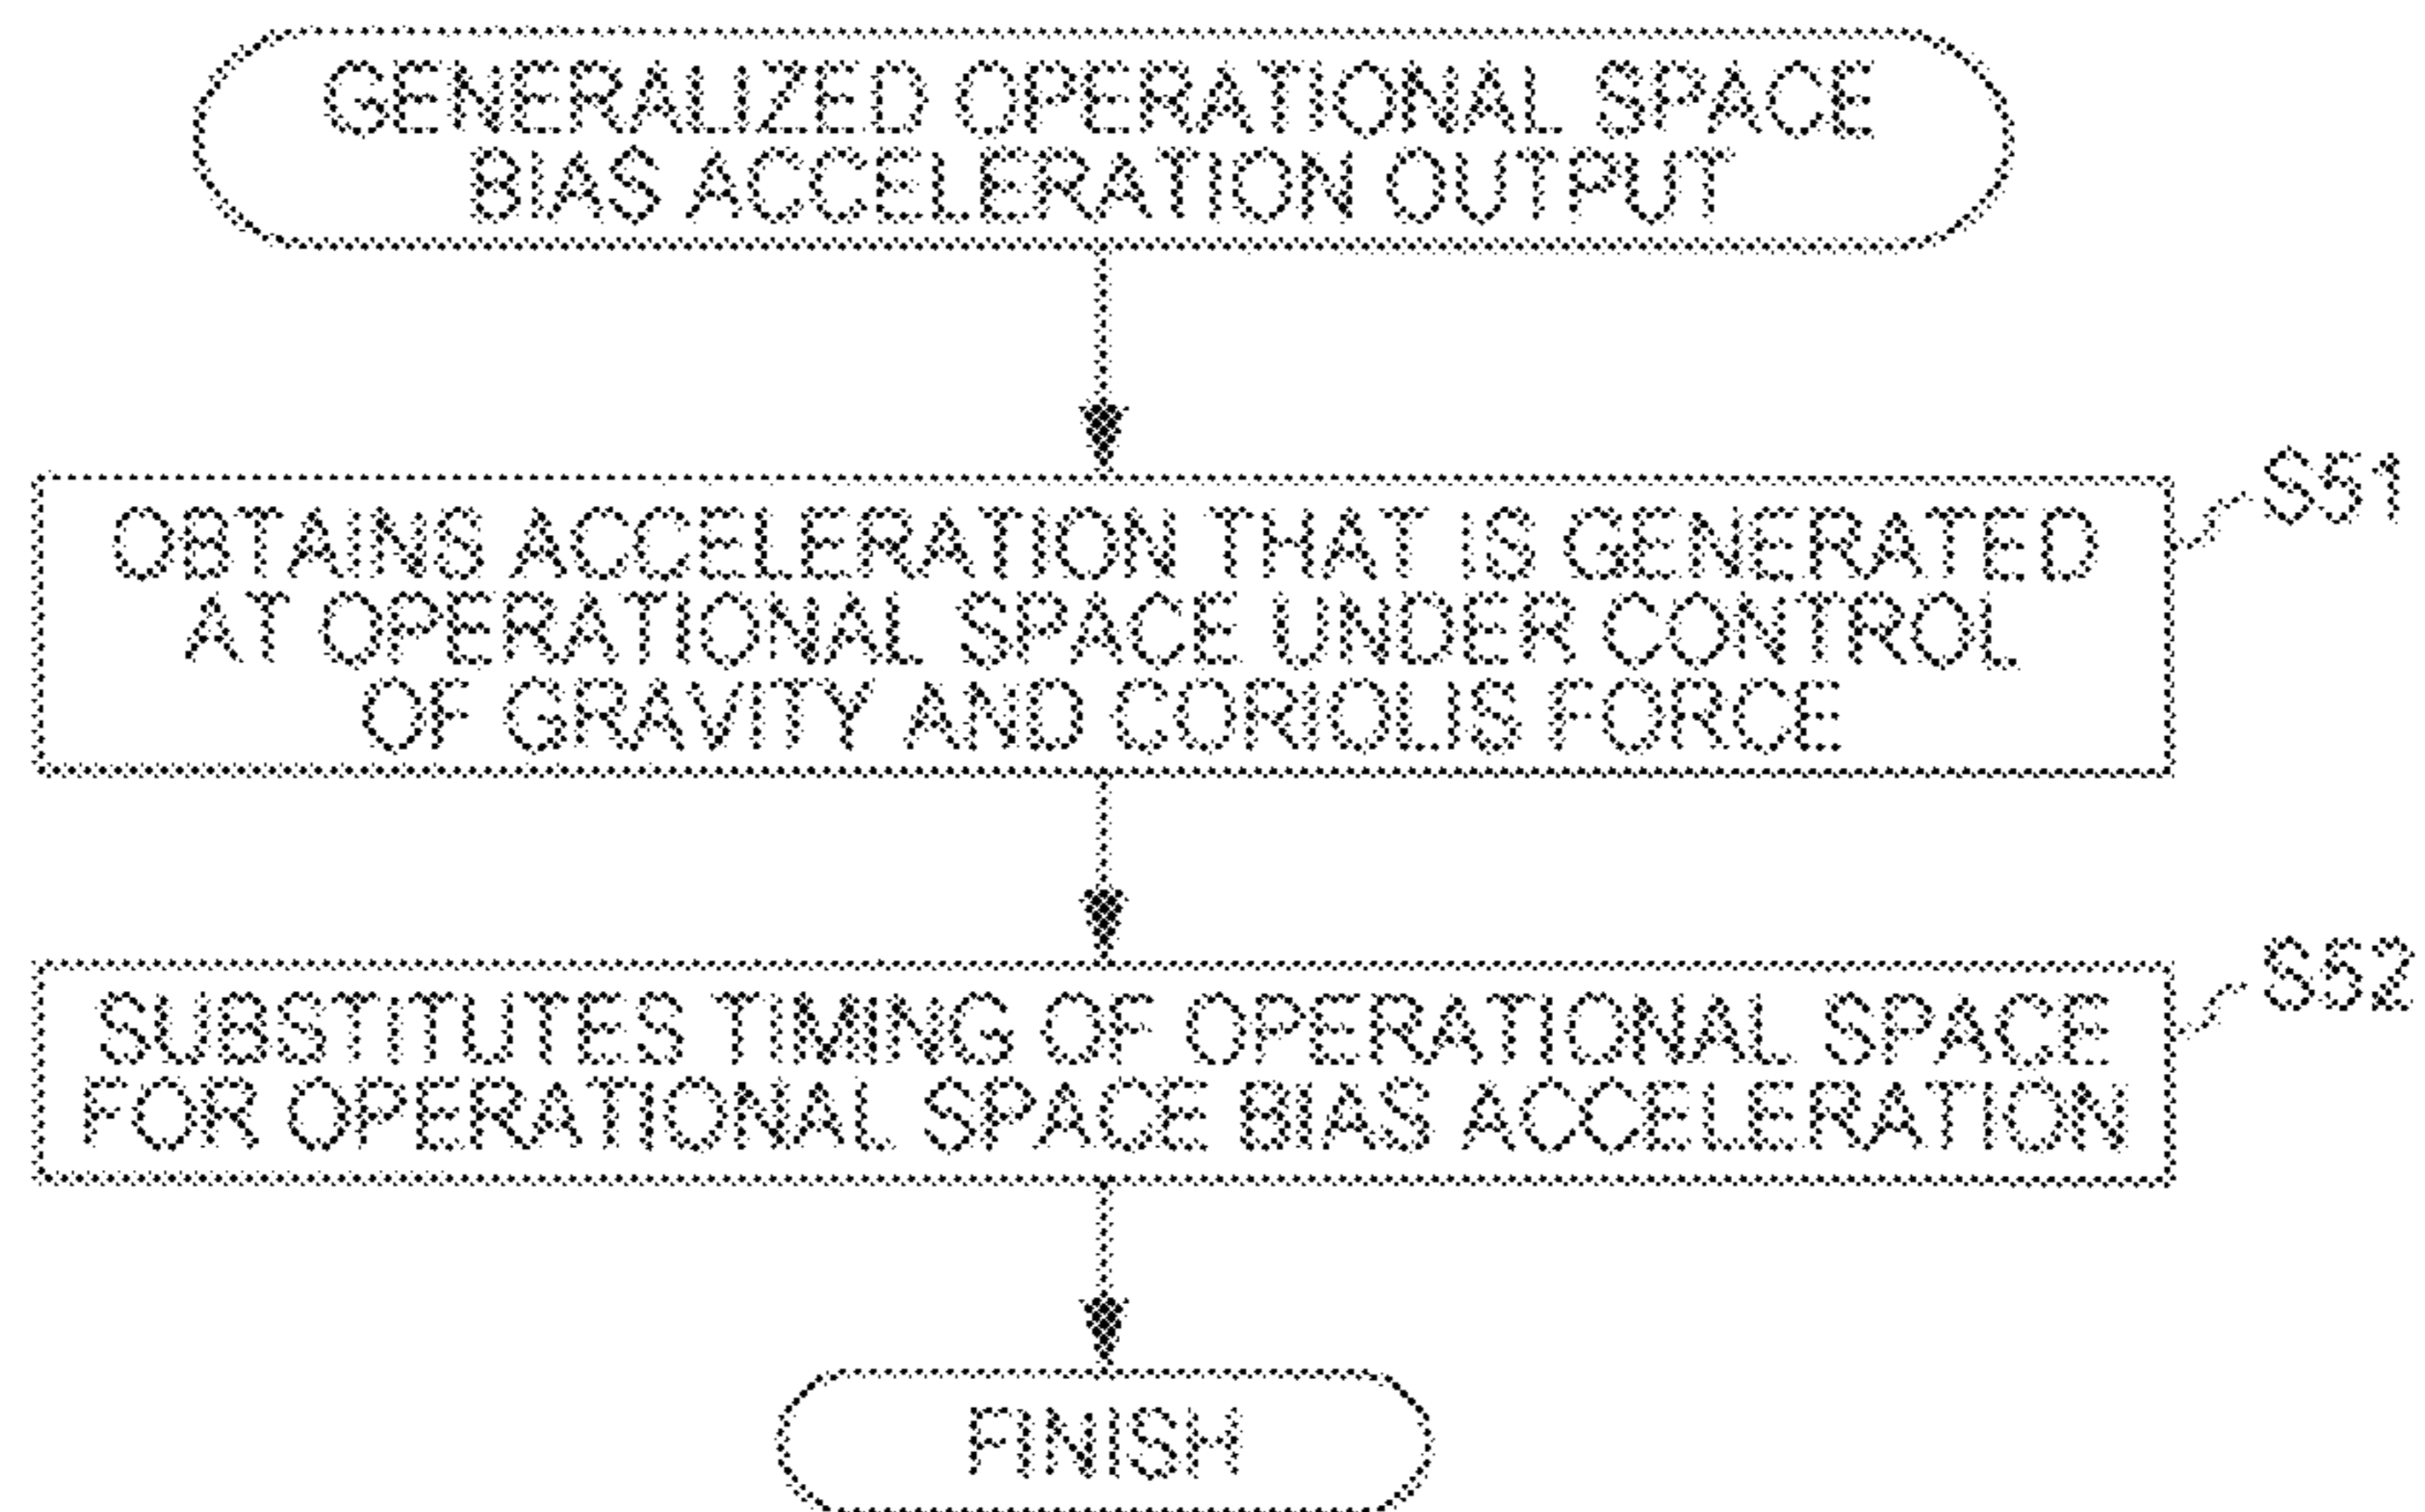 GENERALIZED OPERATIONAL SPACE
BIAS ACCELERATION OUTPUT
S51
OBTAINS ACCELERATION THAT IS GENERATED
AT OPERATIONAL SPACE UNDER CONTROL
OF GRAVITY AND CORIOLIS FORCE
S52
SUBSTITUTES TIMING OF OPERATIONAL SPACE
FOR OPERATIONAL SPACE BIAS ACCELERATION
FINISH